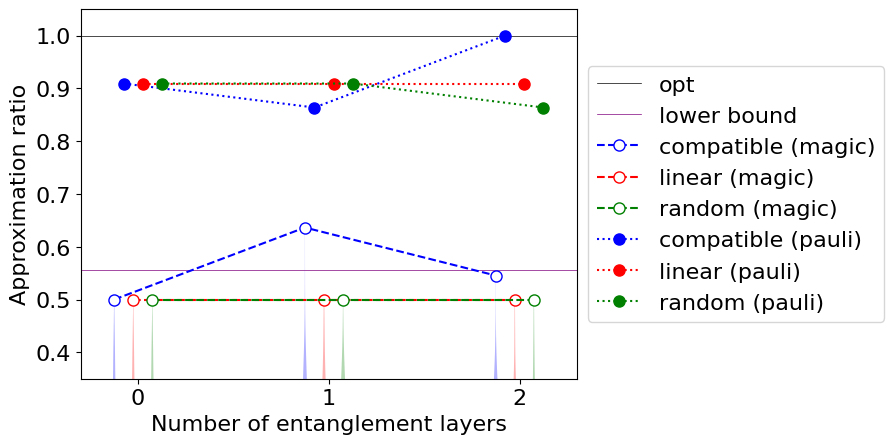 1.0
0.9
0.8
0.7
0.6
0.5
0.4
Approximation ratio
0
1
2
Number of entanglement layers
opt
lower bound
compatible (magic)
linear (magic)
random (magic)
compatible (pauli)
linear (pauli)
random (pauli)